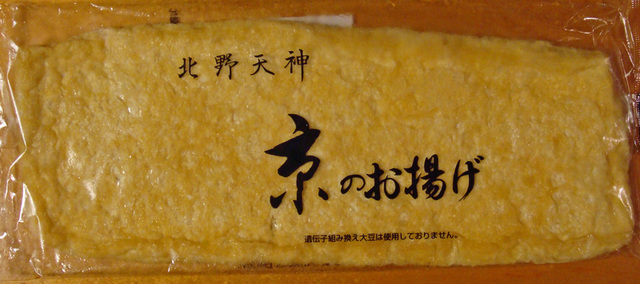 北野天神
京のお揚げ
遺伝子組み換え大豆は使用しておりません。